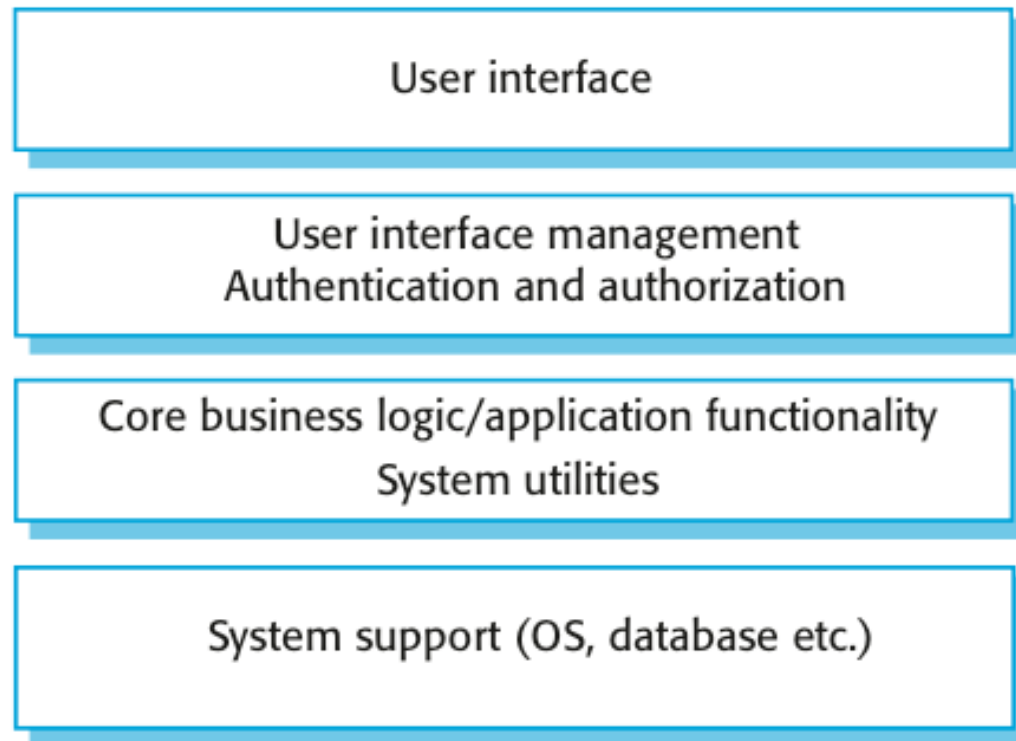 User interface
User interface management
Authentication and authorization
Core business logic/application functionality
System utilities
System support (OS, database etc.)